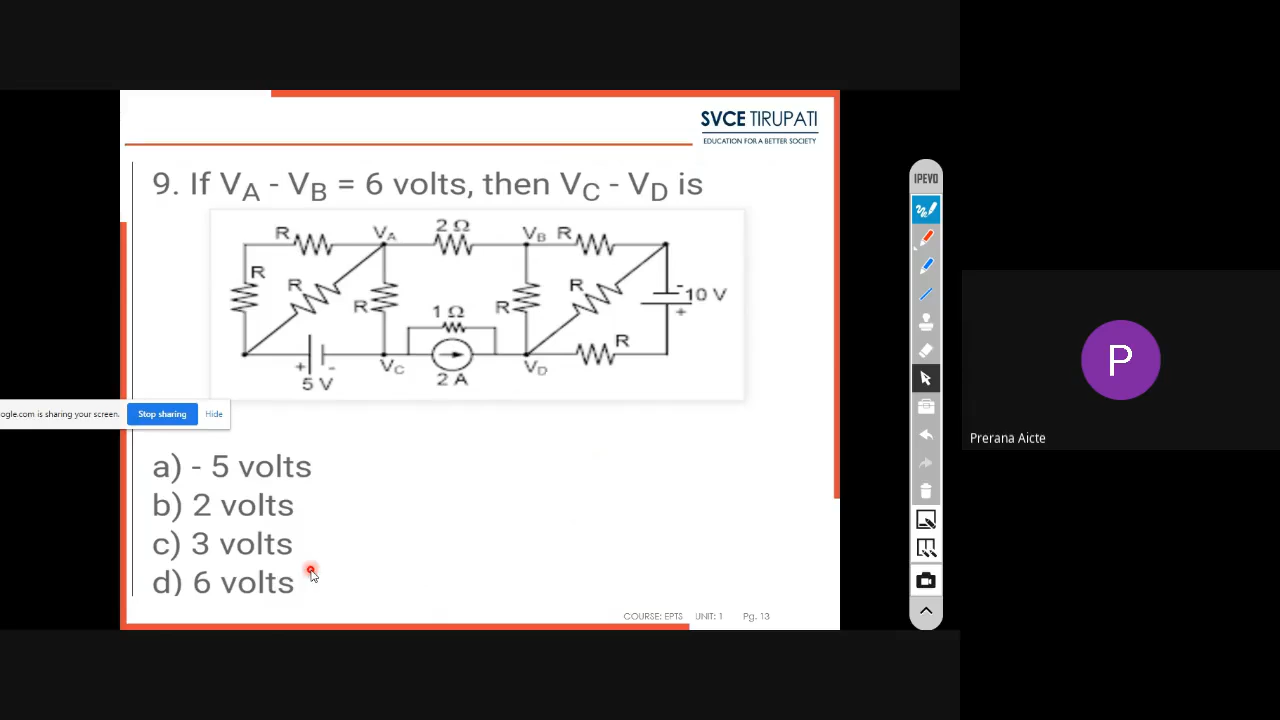 SVCE TIRUPATI
EDUCATION FOR A BETTER SOCIETY
IPEVO
9. If VA - VB = 6 volts, then VC - VD is
R VA 2 Ω VB R
R R R R R - 10 V +
1 Ω
R
+ - VC VD
5 V 2 A
ogle.com is sharing your screen. Stop sharing Hide
P
Prerana Aicte
a) - 5 volts
b) 2 volts
c) 3 volts
d) 6 volts
COURSE: EPTS UNIT: 1 Pg. 13